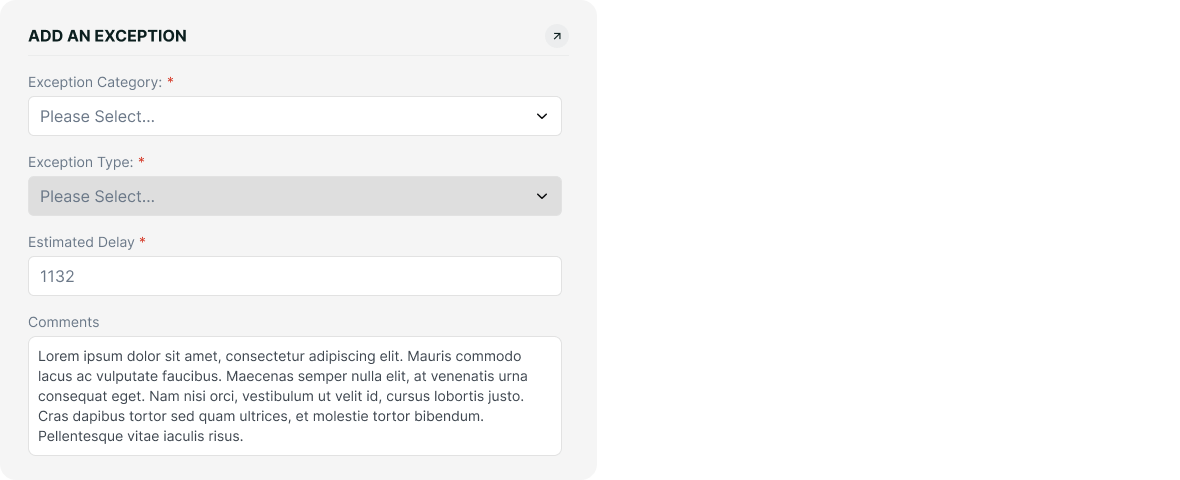 ADD AN EXCEPTION
Exception Category: *
Please Select...
Exception Type: *
Please Select...
Estimated Delay *
1132
Comments
Lorem ipsum dolor sit amet, consectetur adipiscing elit. Mauris commodo
lacus ac vulputate faucibus. Maecenas semper nulla elit, at venenatis urna
consequat eget. Nam nisi orci, vestibulum ut velit id, cursus lobortis justo.
Cras dapibus tortor sed quam ultrices, et molestie tortor bibendum.
Pellentesque vitae iaculis risus.